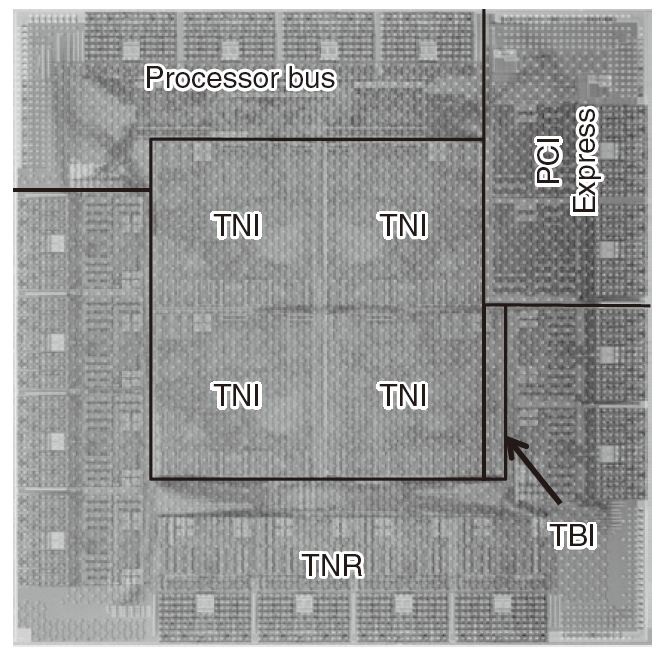 Processor bus
PCI
Express
TNI
TNI
TNI
TNI
TBI
TNR